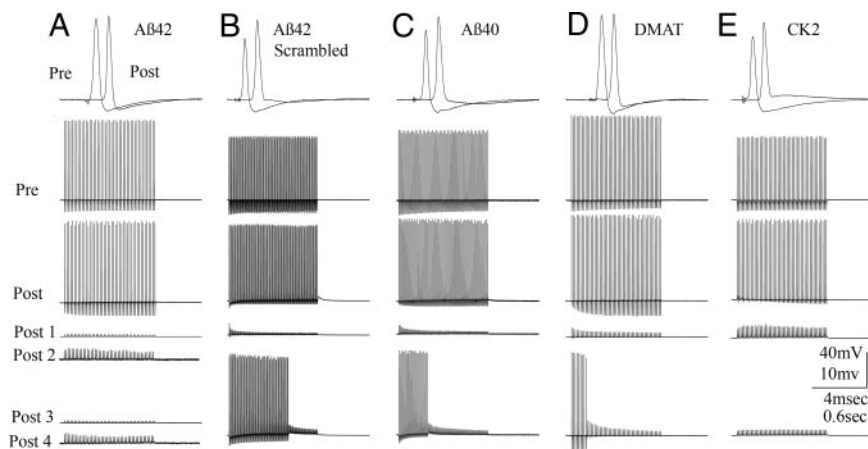 A Aß42
B Aß42
Scrambled
C Aß40
D DMAT
E CK2
Pre Post
Pre
Post
Post 1
Post 2
Post 3
Post 4
40mV
10mv
4msec
0.6sec